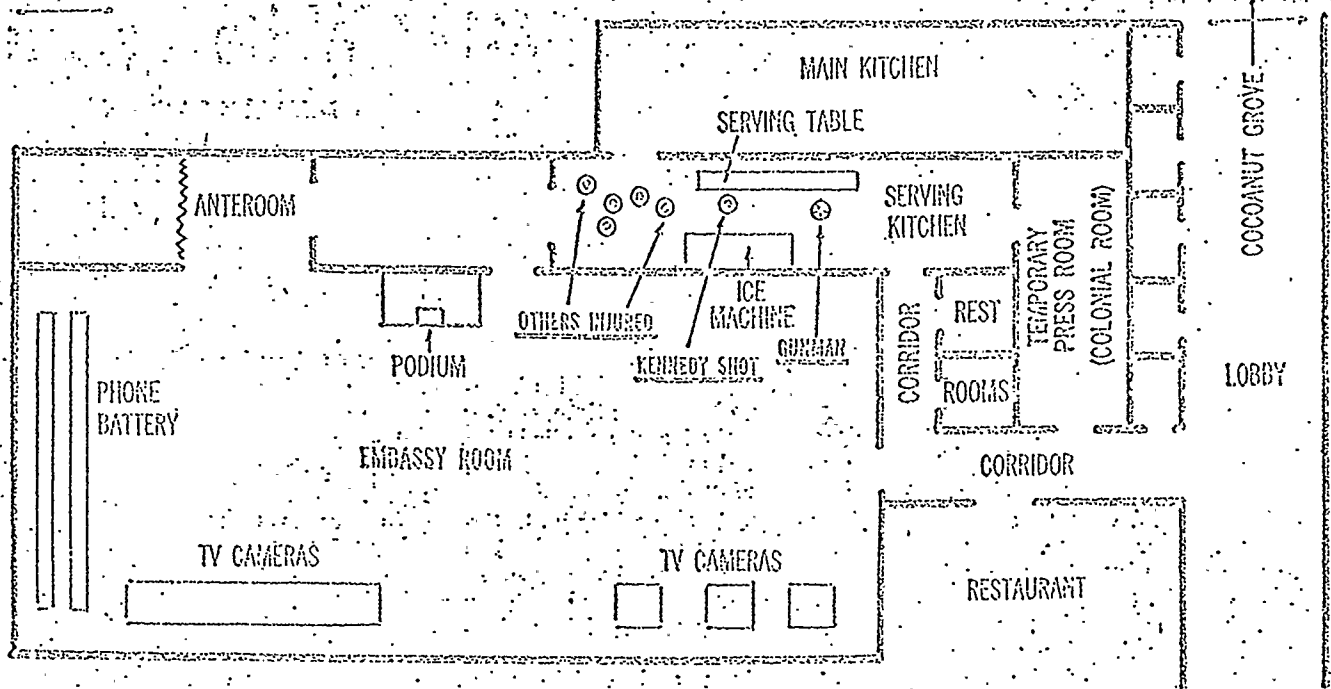 MAIN KITCHEN
SERVING TABLE
COCOANUT GROVE
ANTEROOM
SERVING
KITCHEN
TEMPORARY
PRESS ROOM
(COLONIAL ROOM)
OTHERS INJURED
ICE
MACHINE
KENNEDY SHOT
GUNMAN
CORRIDOR
REST
ROOMS
LOBBY
PODIUM
PHONE
BATTERY
EMBASSY ROOM
CORRIDOR
TV CAMERAS
TV CAMERAS
RESTAURANT